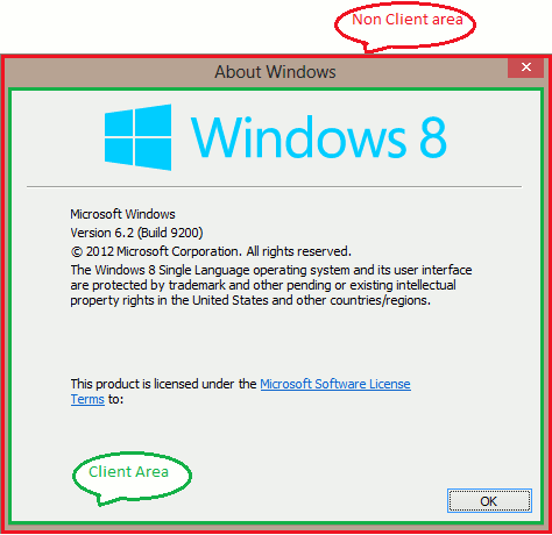 Non Client area
About Windows
Windows 8
Microsoft Windows
Version 6.2 (Build 9200)
© 2012 Microsoft Corporation. All rights reserved.
The Windows 8 Single Language operating system and its user interface
are protected by trademark and other pending or existing intellectual
property rights in the United States and other countries/regions.
This product is licensed under the Microsoft Software License
Terms to:
Client Area
OK